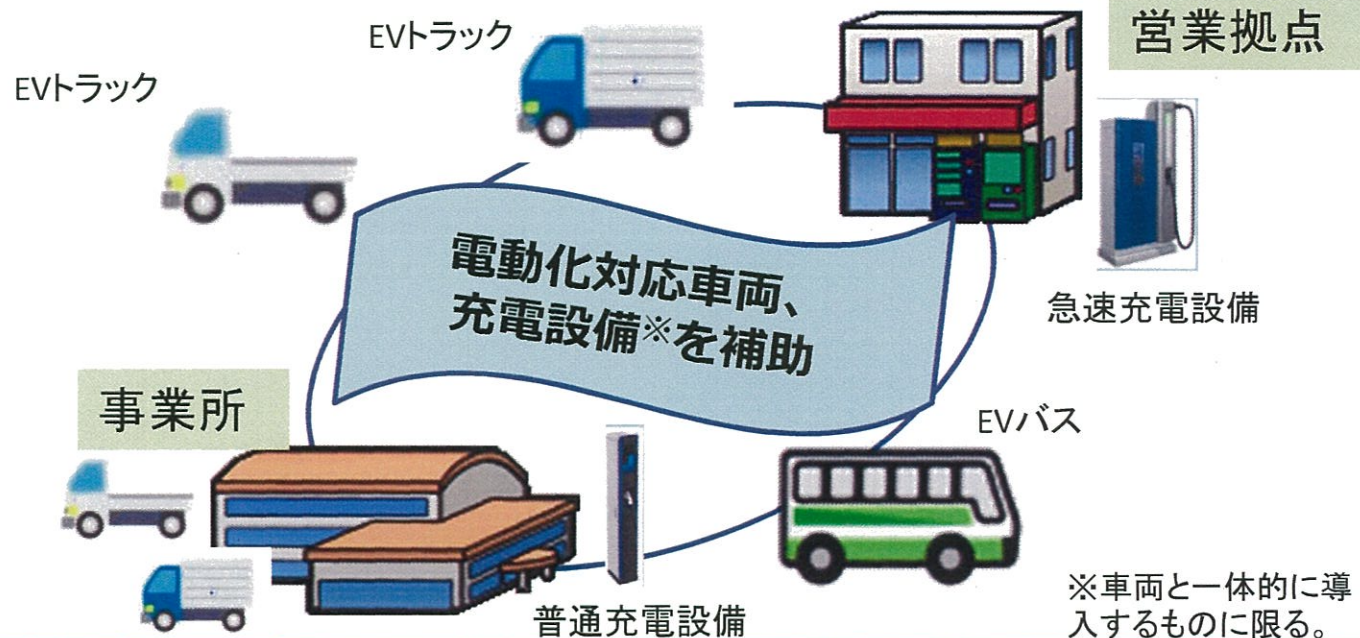 EVトラック
EVトラック
営業拠点
急速充電設備
電動化対応車両、
充電設備※を補助
事業所
EVバス
普通充電設備
※車両と一体的に導
入するものに限る。